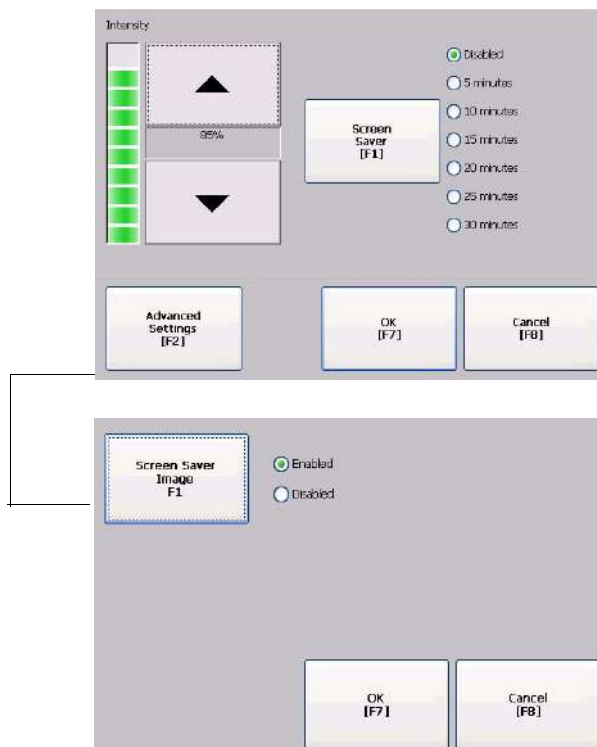 Intensity
85%
Screen
Saver
[F1]
Disabled
5 minutes
10 minutes
15 minutes
20 minutes
25 minutes
30 minutes
Advanced
Settings
[F2]
OK
[F7]
Cancel
[F8]
Screen Saver
Image
F1
Enabled
Disabled
OK
[F7]
Cancel
[F8]